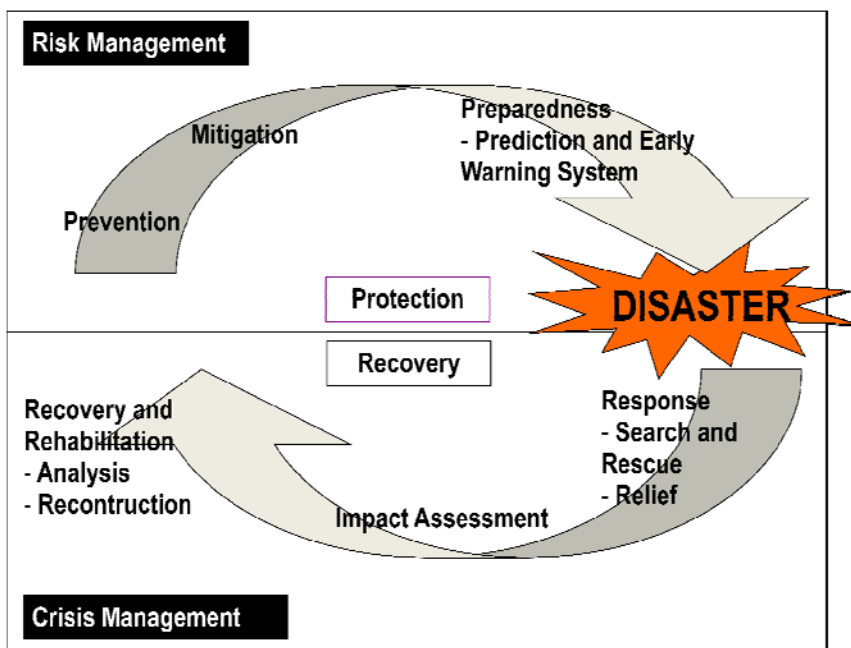 Risk Management
Mitigation
Prevention
Preparedness
- Prediction and Early
Warning System
Protection
DISASTER
Recovery
Recovery and
Rehabilitation
- Analysis
- Recontruction
Response
- Search and
Rescue
- Relief
Impact Assessment
Crisis Management